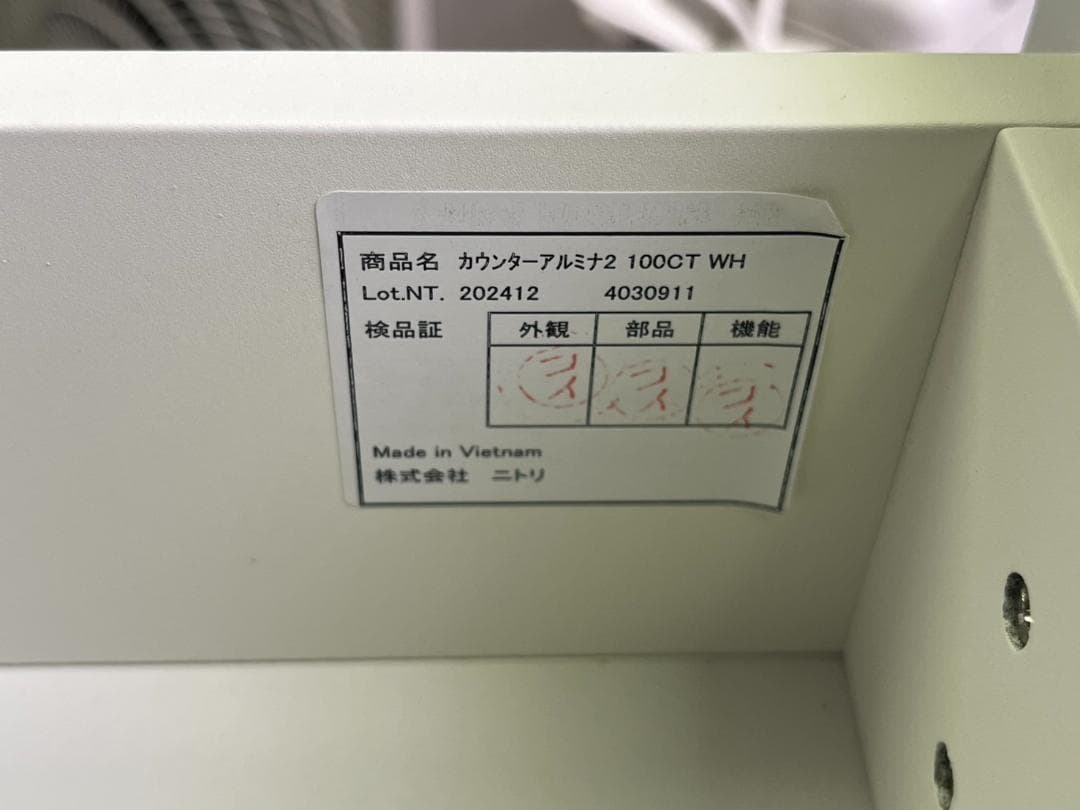 商品名 カウンターアルミナ2 100CT WH
Lot.NT. 202412 4030911
検品証 外観 部品 機能
Made in Vietnam
株式会社 ニトリ